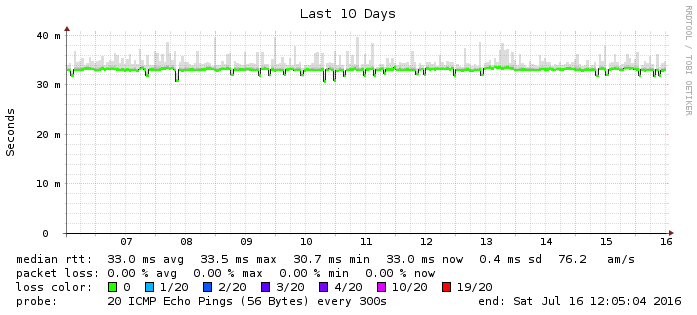 Last 10 Days
RRDTOOL / TOBI OETIKER
Seconds
40 m
30 m
20 m
10 m
0
07 08 09 10 11 12 13 14 15 16
median rtt: 33.0 ms avg 33.5 ms max 30.7 ms min 33.0 ms now 0.4 ms sd 76.2 am/s
packet loss: 0.00 % avg 0.00 % max 0.00 % min 0.00 % now
loss color: 0 1/20 2/20 3/20 4/20 10/20 19/20
probe: 20 ICMP Echo Pings (56 Bytes) every 300s end: Sat Jul 16 12:05:04 2016